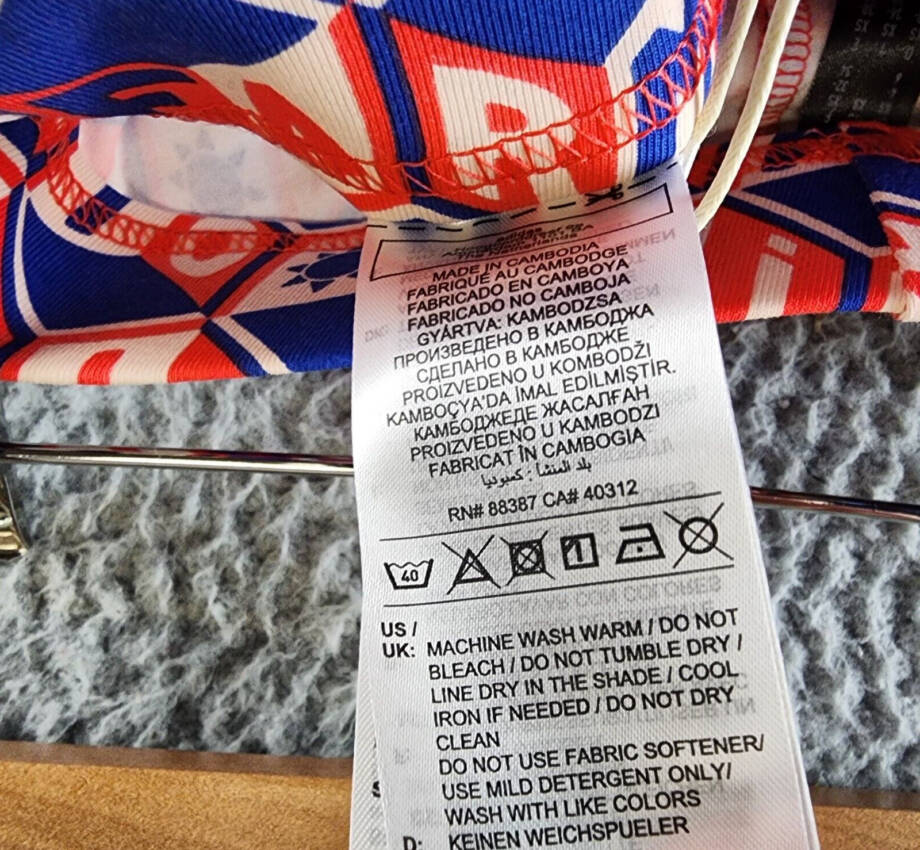 The Netherlands
MADE IN CAMBODIA
FABRIQUÉ AU CAMBODGE
FABRICADO EN CAMBOYA
FABRICADO NO CAMBOJA
GYÁRTVA: KAMBODZSA
ПРОИЗВЕДЕНО В КАМБОДЖА
СДЕЛАНО В КАМБОДЖЕ
PROIZVEDENO U KOMBODŽI
KAMBOÇYA'DA İMAL EDİLMİŞTİR.
КАМБОДЖЕДЕ ЖАСАЛҒАН
PROIZVEDENO U KAMBODZI
FABRICAT ÎN CAMBOGIA
بلد المنشأ : كمبوديا
RN# 88387 CA# 40312
40
US /
UK: MACHINE WASH WARM / DO NOT
BLEACH / DO NOT TUMBLE DRY /
LINE DRY IN THE SHADE / COOL
IRON IF NEEDED / DO NOT DRY
CLEAN
DO NOT USE FABRIC SOFTENER/
USE MILD DETERGENT ONLY/
WASH WITH LIKE COLORS
D: KEINEN WEICHSPUELER